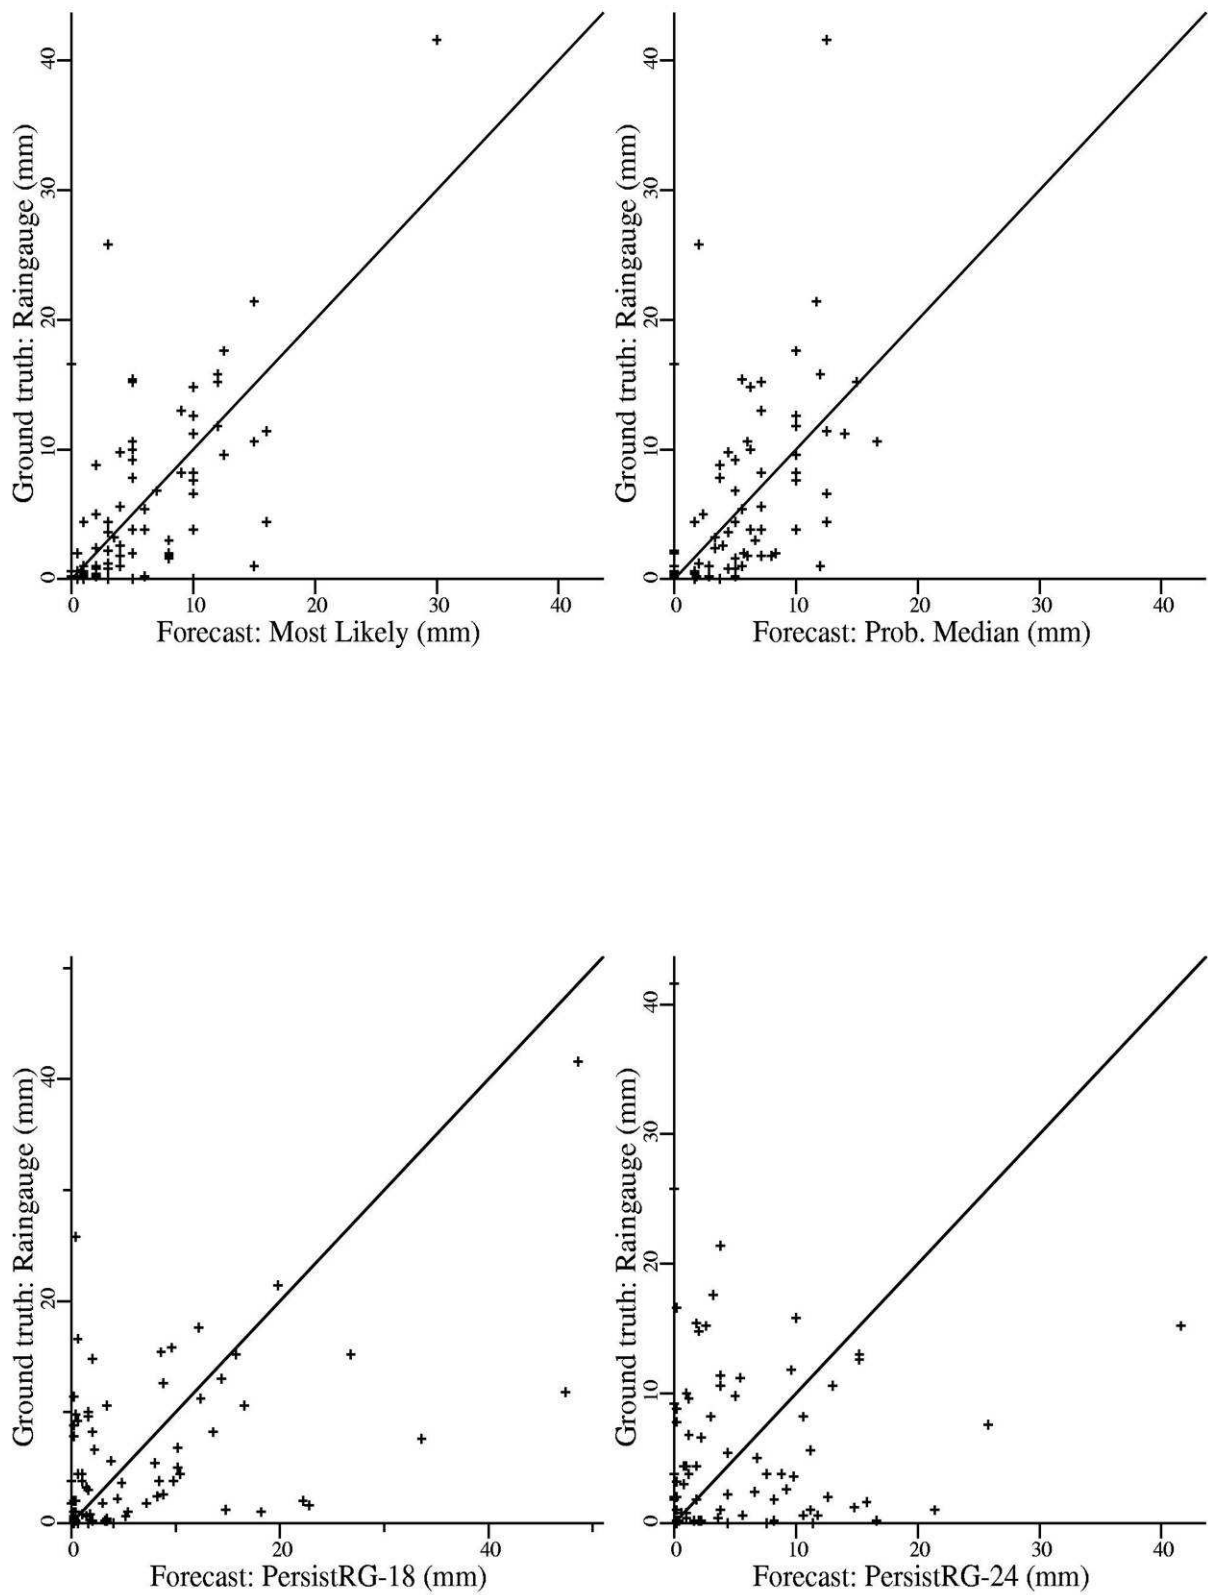 40
30
20
10
0
Ground truth: Raingauge (mm)
0 10 20 30 40
Forecast: Most Likely (mm)
40
30
20
10
0
Ground truth: Raingauge (mm)
0 10 20 30 40
Forecast: Prob. Median (mm)
40
20
0
Ground truth: Raingauge (mm)
0 20 40
Forecast: PersistRG-18 (mm)
40
30
20
10
0
Ground truth: Raingauge (mm)
0 10 20 30 40
Forecast: PersistRG-24 (mm)